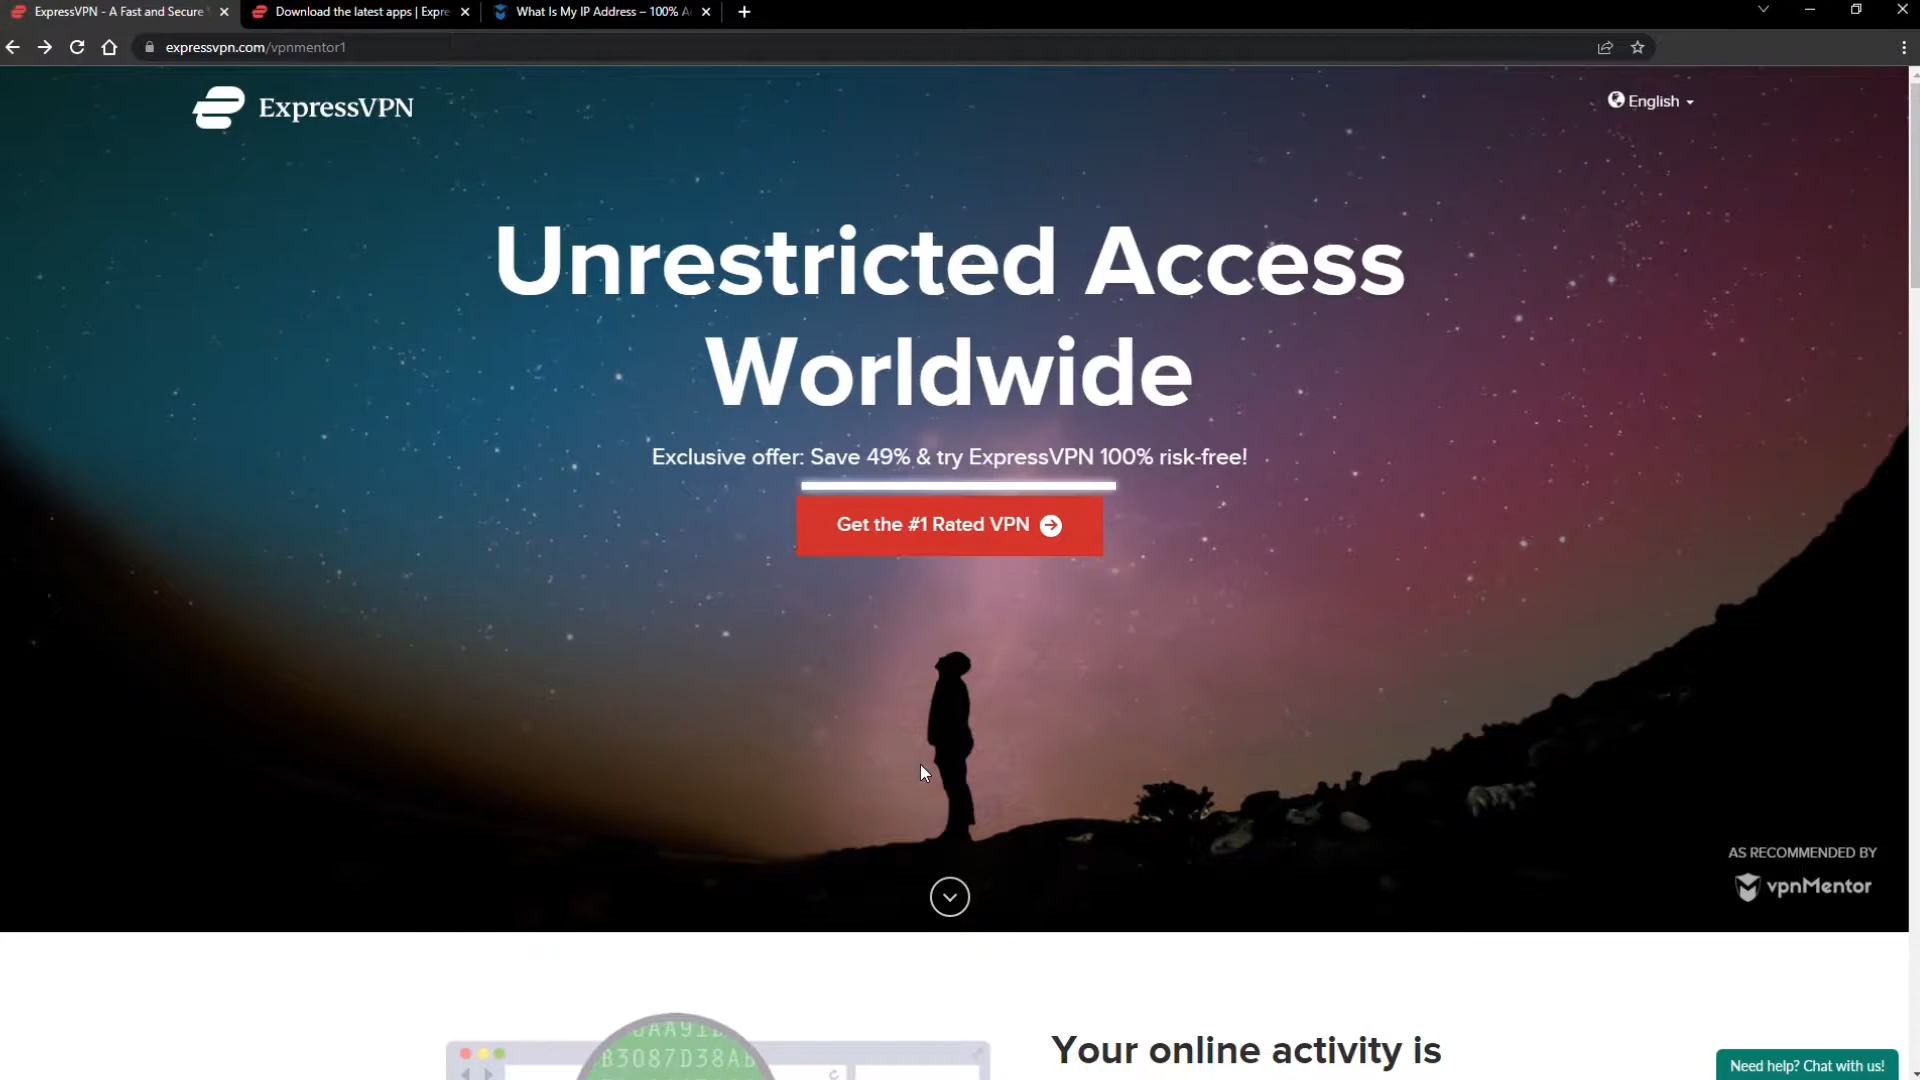 ExpressVPN - A Fast and Secure
Download the latest apps | Expre
What Is My IP Address – 100% A
expressvpn.com/vpnmentor1
ExpressVPN
English
Unrestricted Access
Worldwide
Exclusive offer: Save 49% & try ExpressVPN 100% risk-free!
Get the #1 Rated VPN
AS RECOMMENDED BY
vpnMentor
B3087D38AB
Your online activity is
Need help? Chat with us!